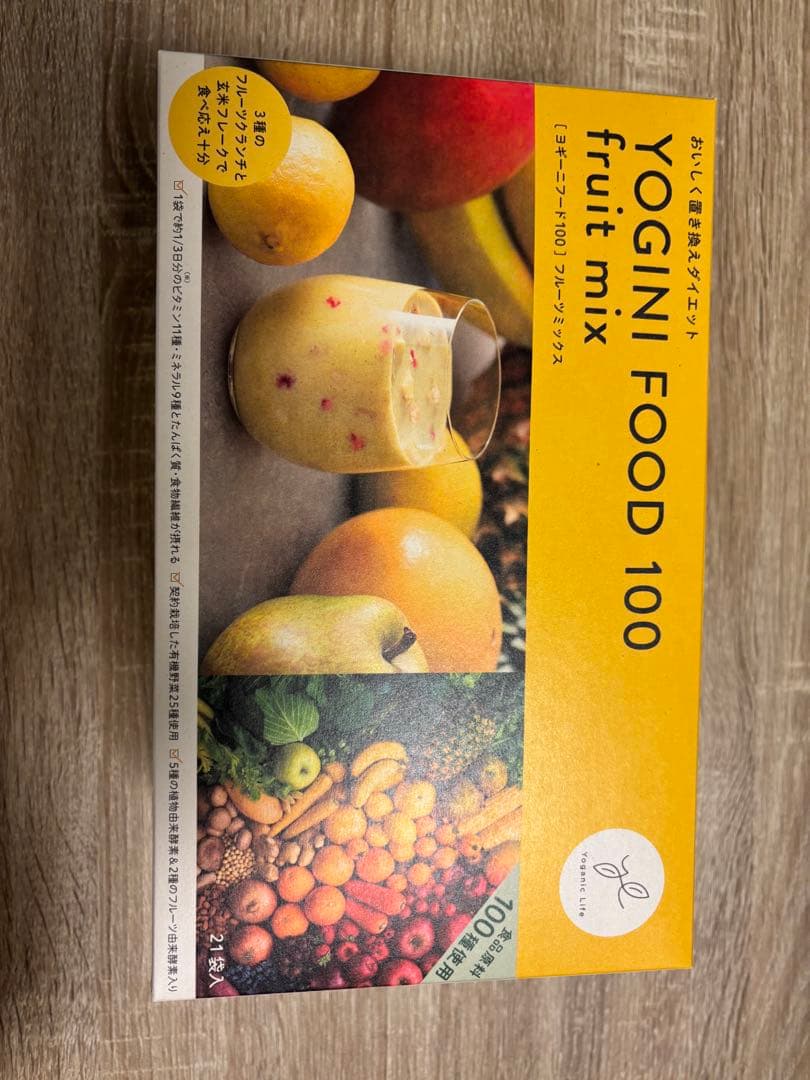 おいしく置き換えダイエット
YOGINI FOOD 100
fruit mix
[ヨギーニフード100] フルーツミックス
Yoganic Life
3種の
フルーツクランチと
玄米フレークで
食べ応え十分
食品原料
100種使用
21袋入
1袋で約1/3日分(※)のビタミン11種・ミネラル9種とたんぱく質・食物繊維が摂れる 契約栽培した有機野菜25種使用 5種の植物由来酵素&2種のフルーツ由来酵素入り